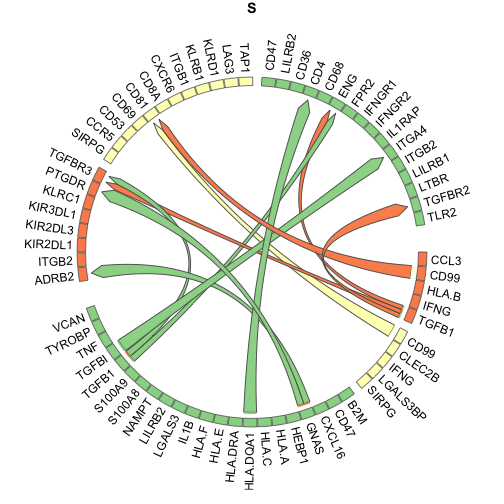 S
CD47
LILRB2
CD36
CD4
CD68
ENG
FPR2
IFNGR1
IFNGR2
IL1RAP
ITGA4
ITGB2
LILRB1
LTBR
TGFBR2
TLR2
CCL3
CD99
HLA.B
IFNG
TGFB1
CD99
CLEC2B
IFNG
LGALS3BP
SIRPG
B2M
CD47
CXCL16
GNAS
HEBP1
HLA.A
HLA.C
HLA.DQA1
HLA.DRA
HLA.E
HLA.F
IL1B
LGALS3
LILRB2
NAMPT
S100A8
S100A9
TGFB1
TGFBI
TNF
TYROBP
VCAN
ADRB2
ITGB2
KIR2DL1
KIR2DL3
KIR3DL1
KLRC1
PTGDR
TGFBR3
SIRPG
CCR5
CD53
CD69
CD81
CD8A
CXCR6
ITGB1
KLRB1
KLRD1
LAG3
TAP1